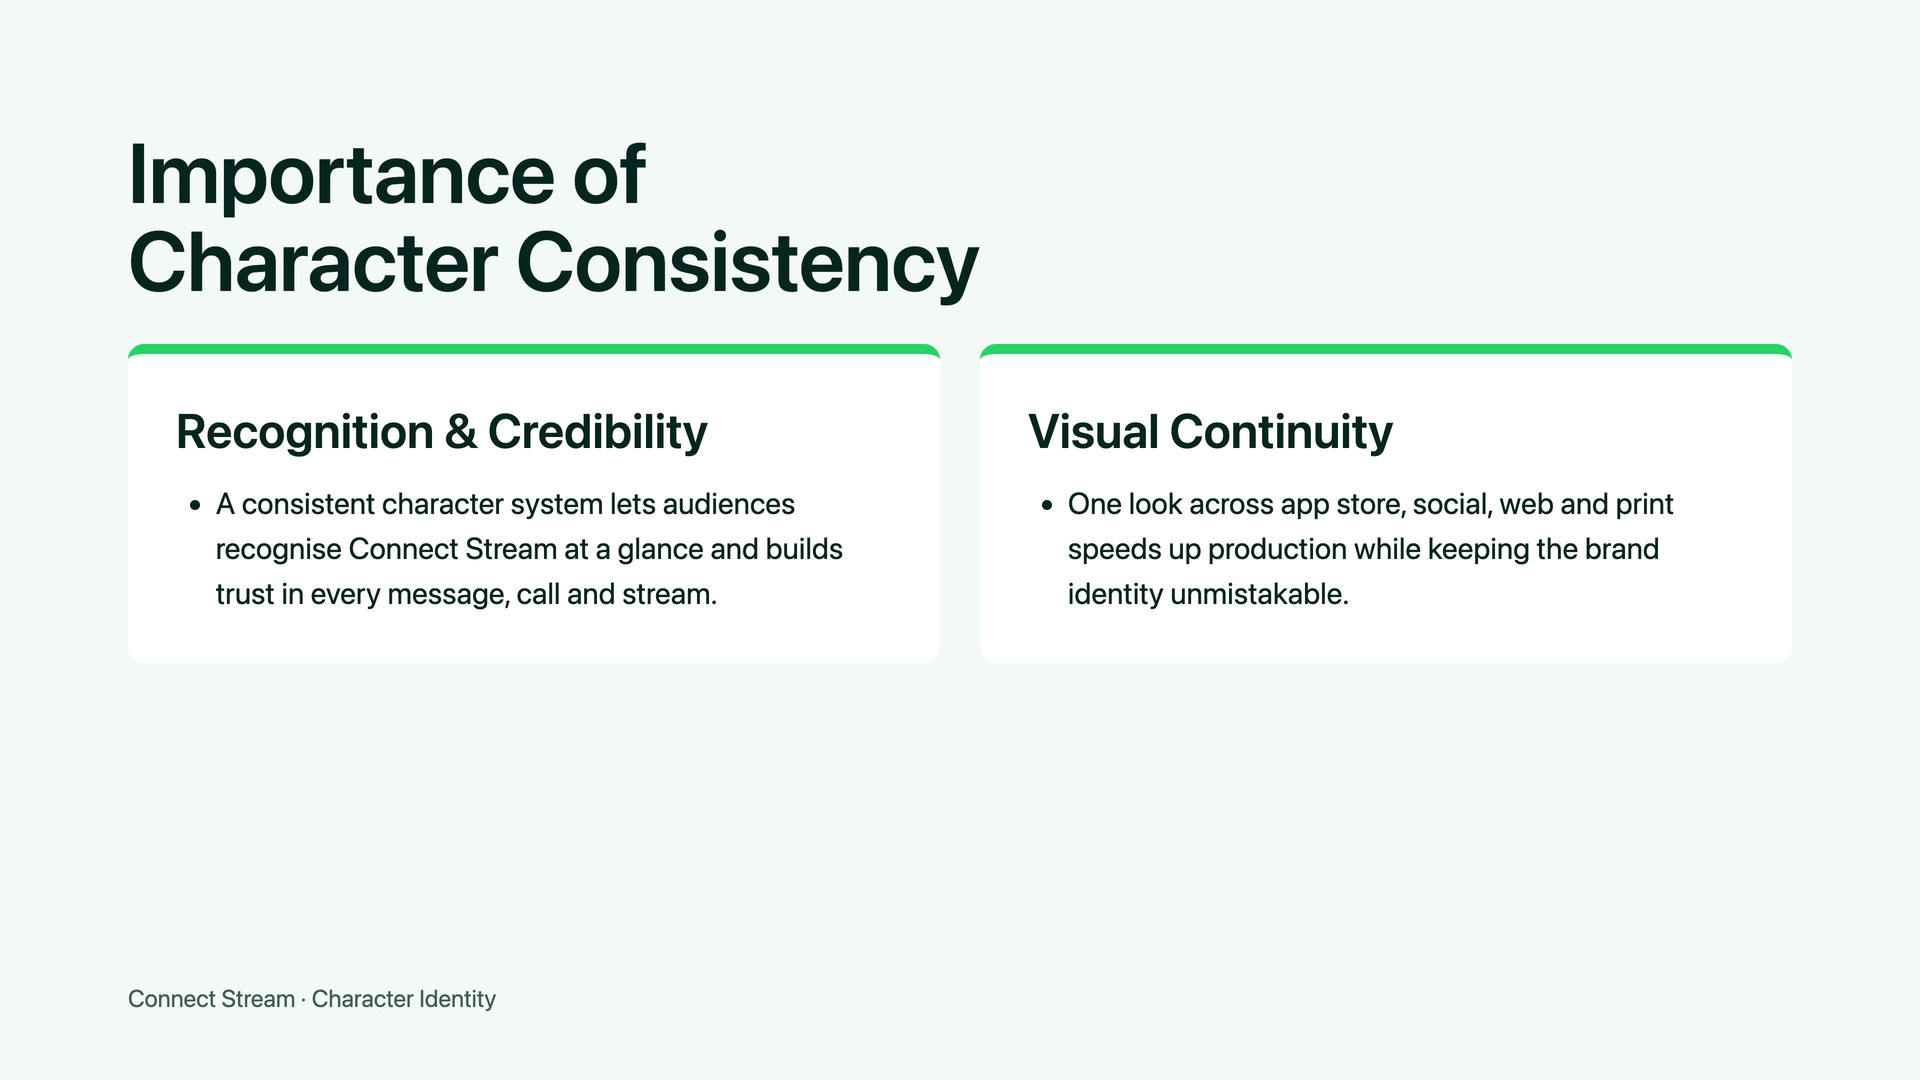 Importance of
Character Consistency
Recognition & Credibility
• A consistent character system lets audiences
recognise Connect Stream at a glance and builds
trust in every message, call and stream.
Visual Continuity
• One look across app store, social, web and print
speeds up production while keeping the brand
identity unmistakable.
Connect Stream · Character Identity